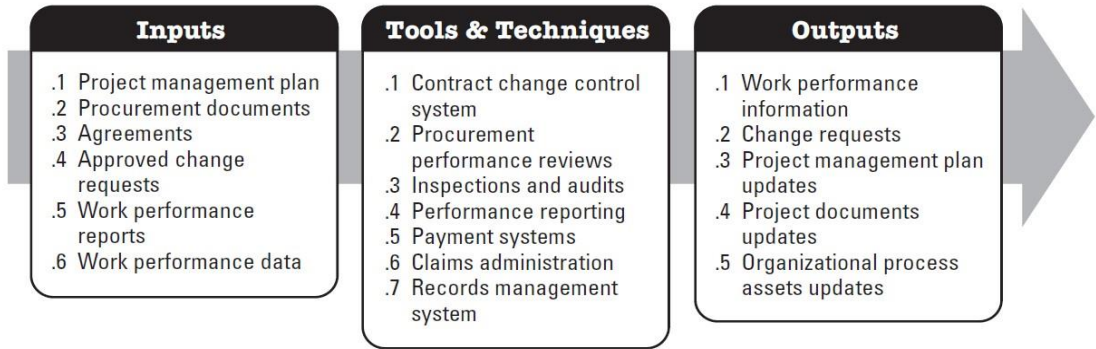 Inputs
.1 Project management plan
.2 Procurement documents
.3 Agreements
.4 Approved change
requests
.5 Work performance
reports
.6 Work performance data
Tools & Techniques
.1 Contract change control
system
.2 Procurement
performance reviews
.3 Inspections and audits
.4 Performance reporting
.5 Payment systems
.6 Claims administration
.7 Records management
system
Outputs
.1 Work performance
information
.2 Change requests
.3 Project management plan
updates
.4 Project documents
updates
.5 Organizational process
assets updates